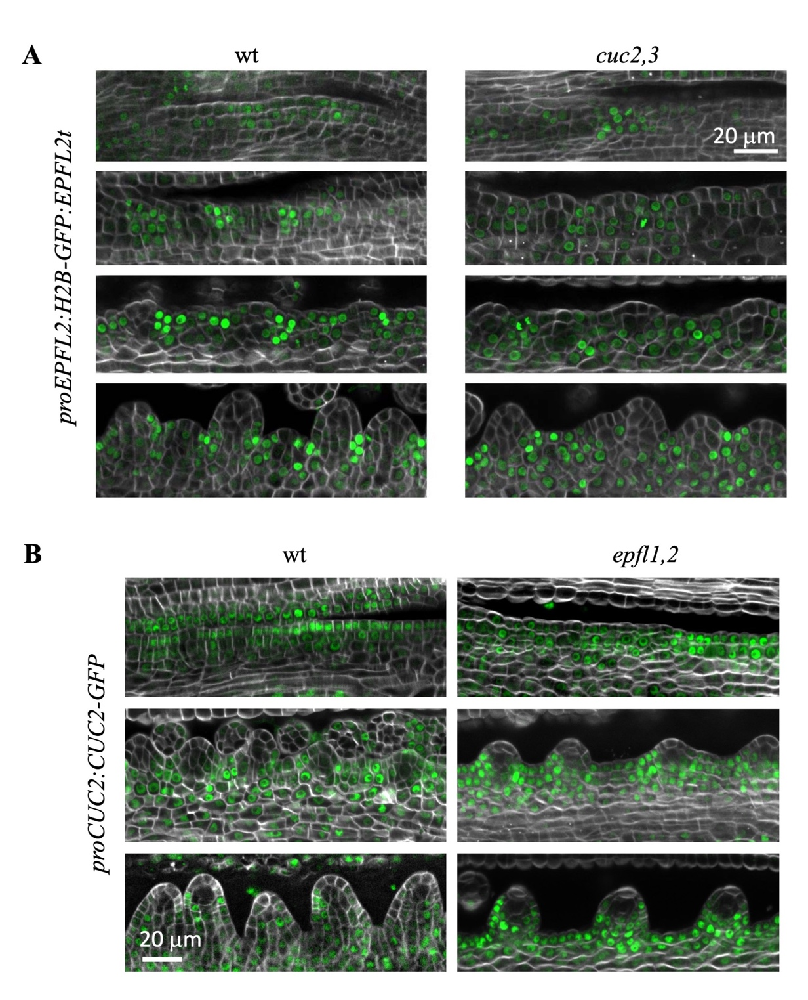 A
wt
cuc2,3
proEPFL2:H2B-GFP:EPFL2t
20 μm
B
wt
epfl1,2
proCUC2:CUC2-GFP
20 μm